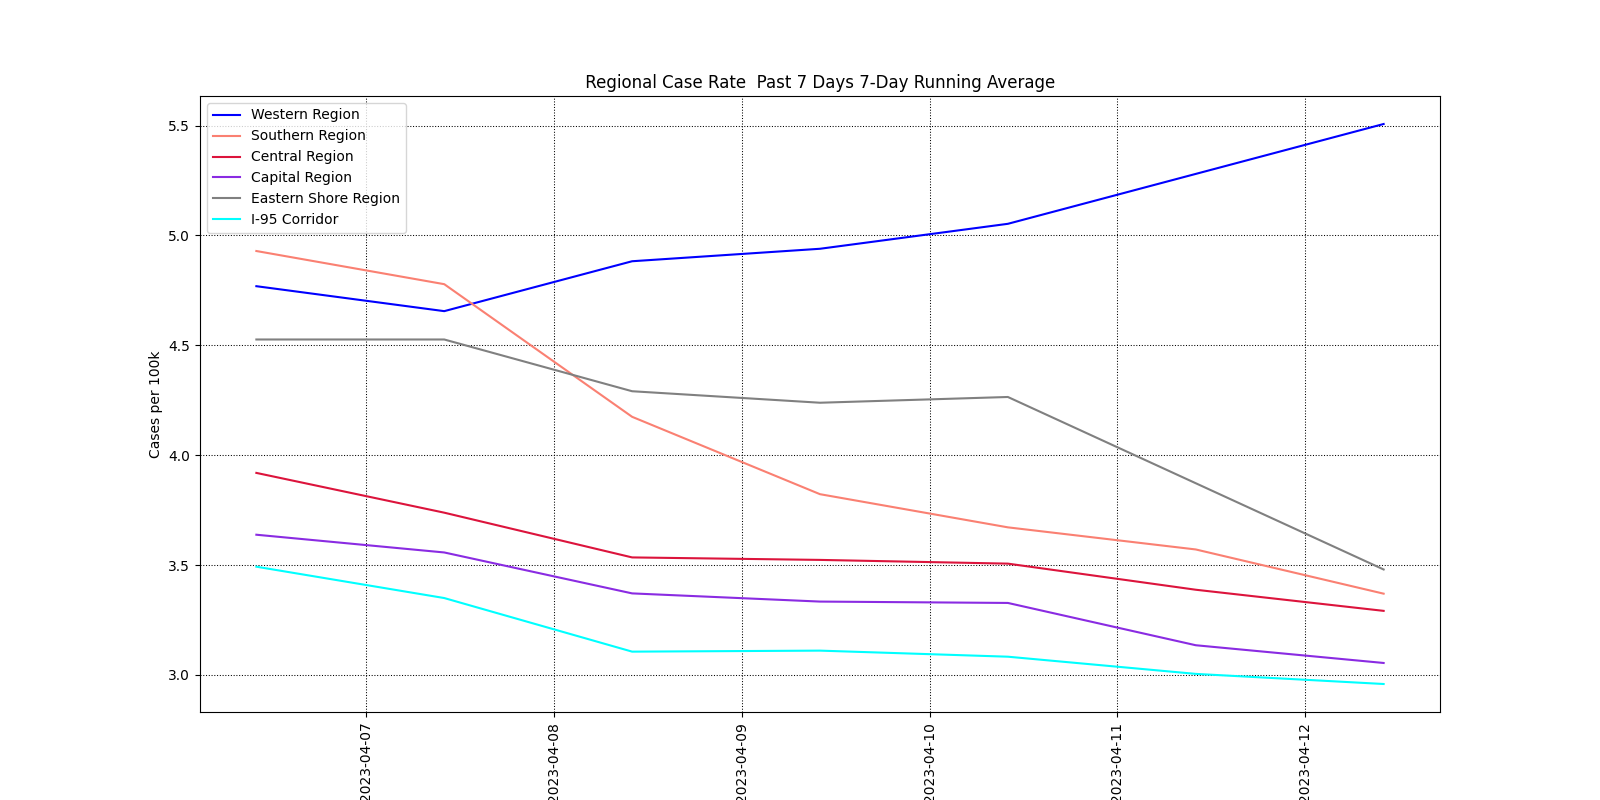 Regional Case Rate  Past 7 Days 7-Day Running Average
Western Region
Southern Region
Central Region
Capital Region
Eastern Shore Region
I-95 Corridor
Cases per 100k
5.5
5.0
4.5
4.0
3.5
3.0
2023-04-07
2023-04-08
2023-04-09
2023-04-10
2023-04-11
2023-04-12